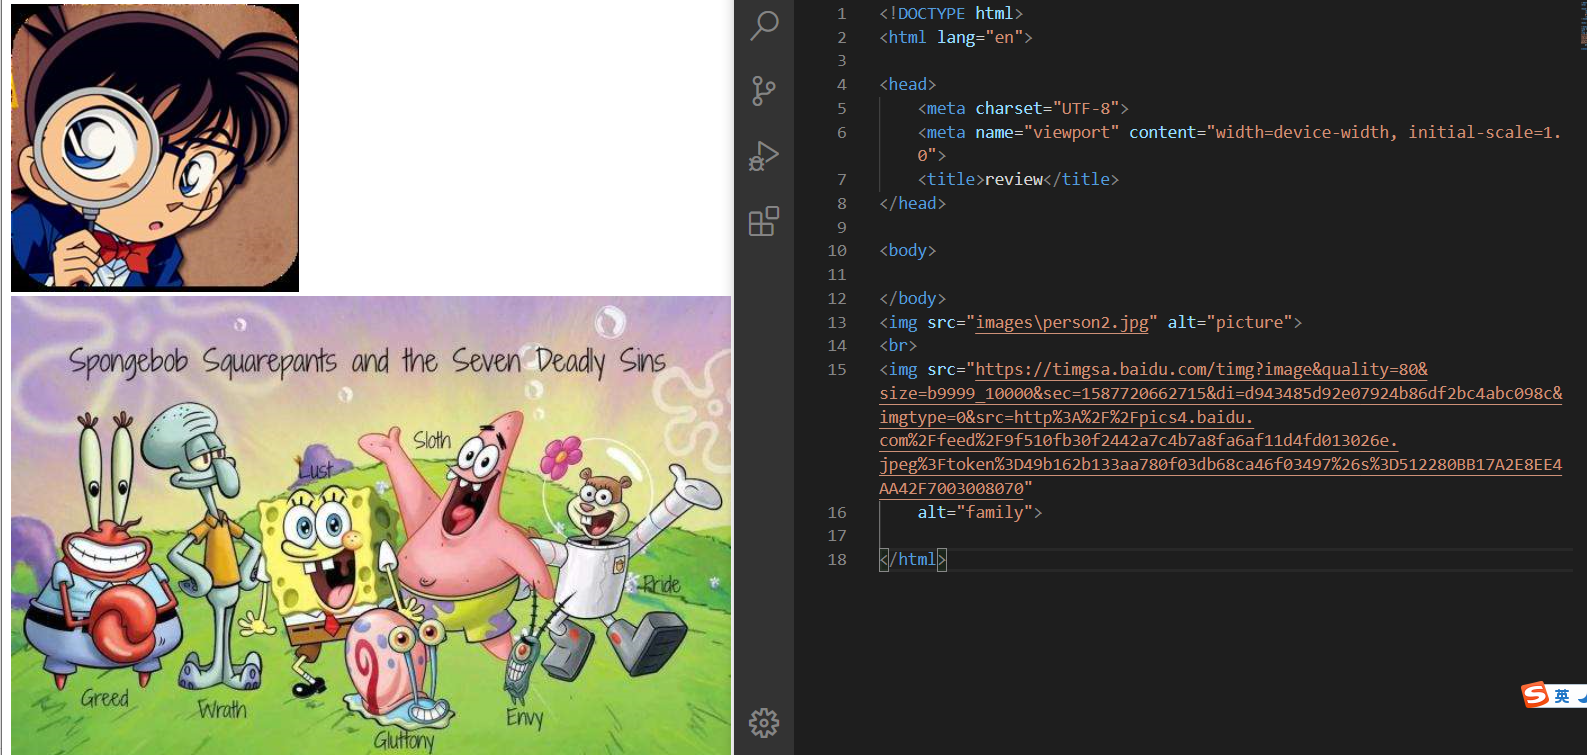 Spongebob Squarepants and the Seven Deadly Sins
Sloth
Lust
Pride
Greed
Wrath
Envy
Gluttony
1 <!DOCTYPE html>
2 <html lang="en">
3
4 <head>
5 <meta charset="UTF-8">
6 <meta name="viewport" content="width=device-width, initial-scale=1.
0">
7 <title>review</title>
8 </head>
9
10 <body>
11
12 </body>
13 <img src="images\person2.jpg" alt="picture">
14 <br>
15 <img src="https://timgsa.baidu.com/timg?image&quality=80&
size=b9999_10000&sec=1587720662715&di=d943485d92e07924b86df2bc4abc098c&
imgtype=0&src=http%3A%2F%2Fpics4.baidu.
com%2Ffeed%2F9f510fb30f2442a7c4b7a8fa6af11d4fd013026e.
jpeg%3Ftoken%3D49b162b133aa780f03db68ca46f03497%26s%3D512280BB17A2E8EE4
AA42F7003008070"
16 alt="family">
17
18 </html>
S 英